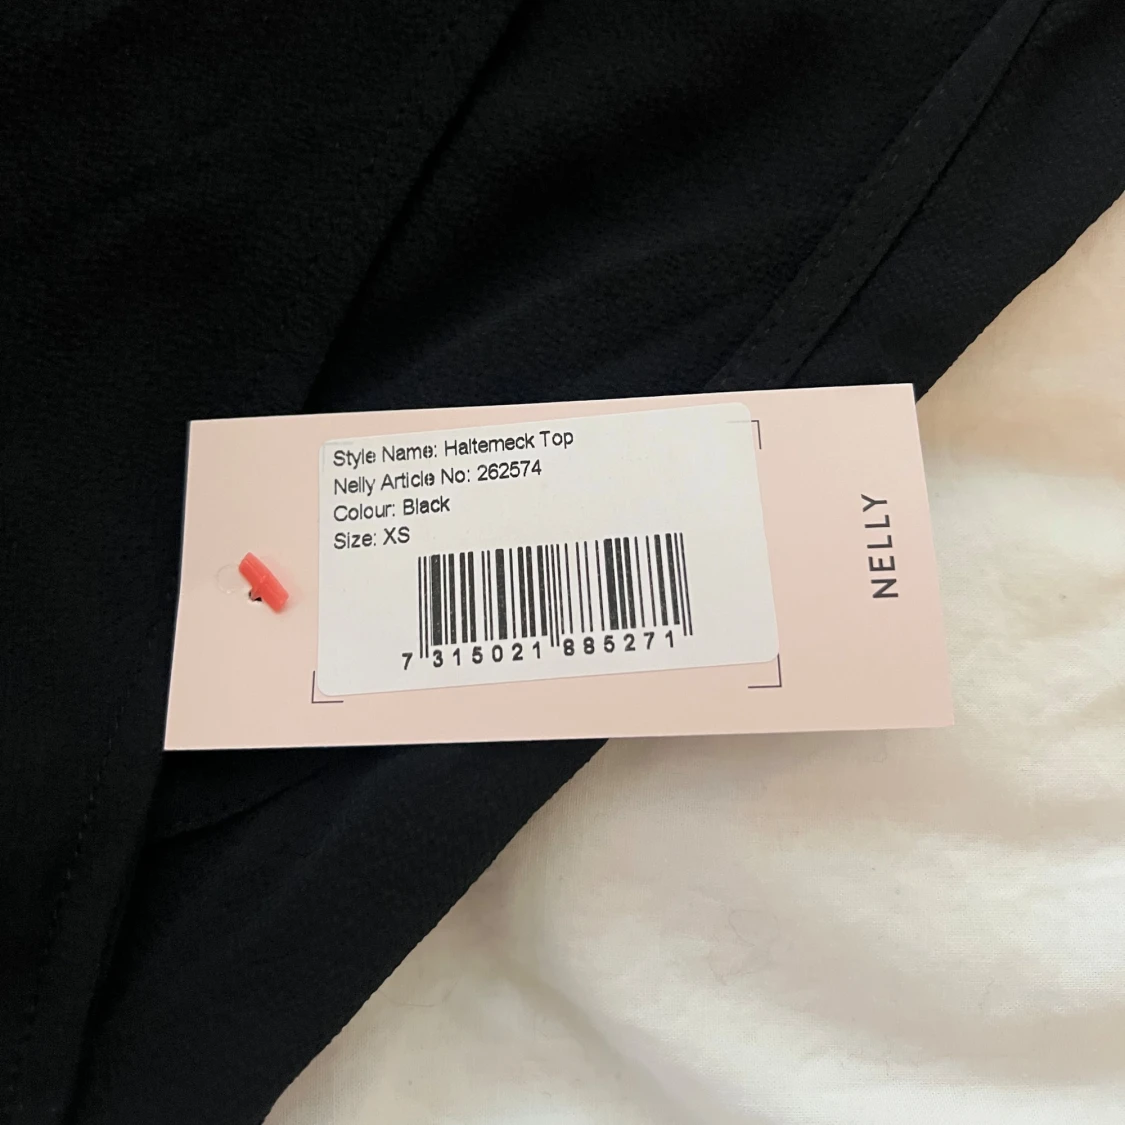 Style Name: Halterneck Top
Nelly Article No: 262574
Colour: Black
Size: XS
7 315021 885271
NELLY